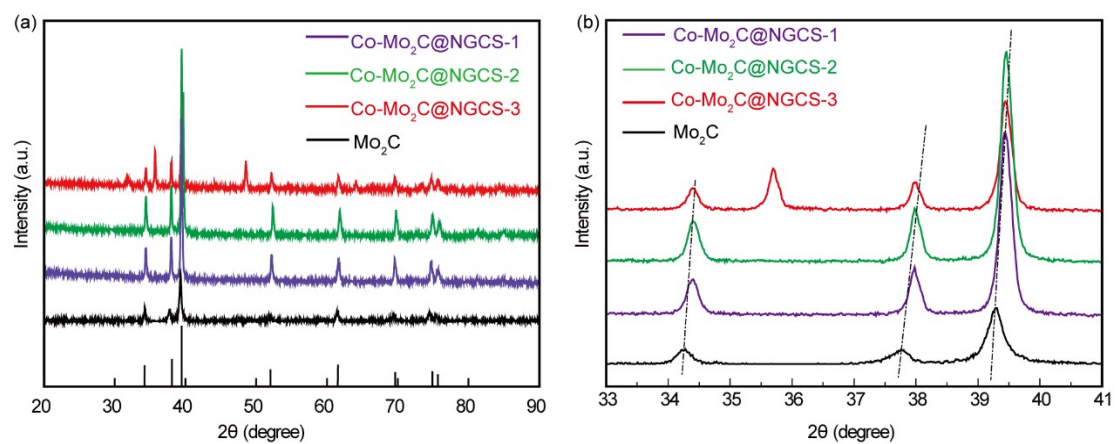 (a)
Co-Mo₂C@NGCS-1
Co-Mo₂C@NGCS-2
Co-Mo₂C@NGCS-3
Mo₂C
Intensity (a.u.)
20 30 40 50 60 70 80 90
2θ (degree)
(b)
Co-Mo₂C@NGCS-1
Co-Mo₂C@NGCS-2
Co-Mo₂C@NGCS-3
Mo₂C
Intensity (a.u.)
33 34 35 36 37 38 39 40 41
2θ (degree)